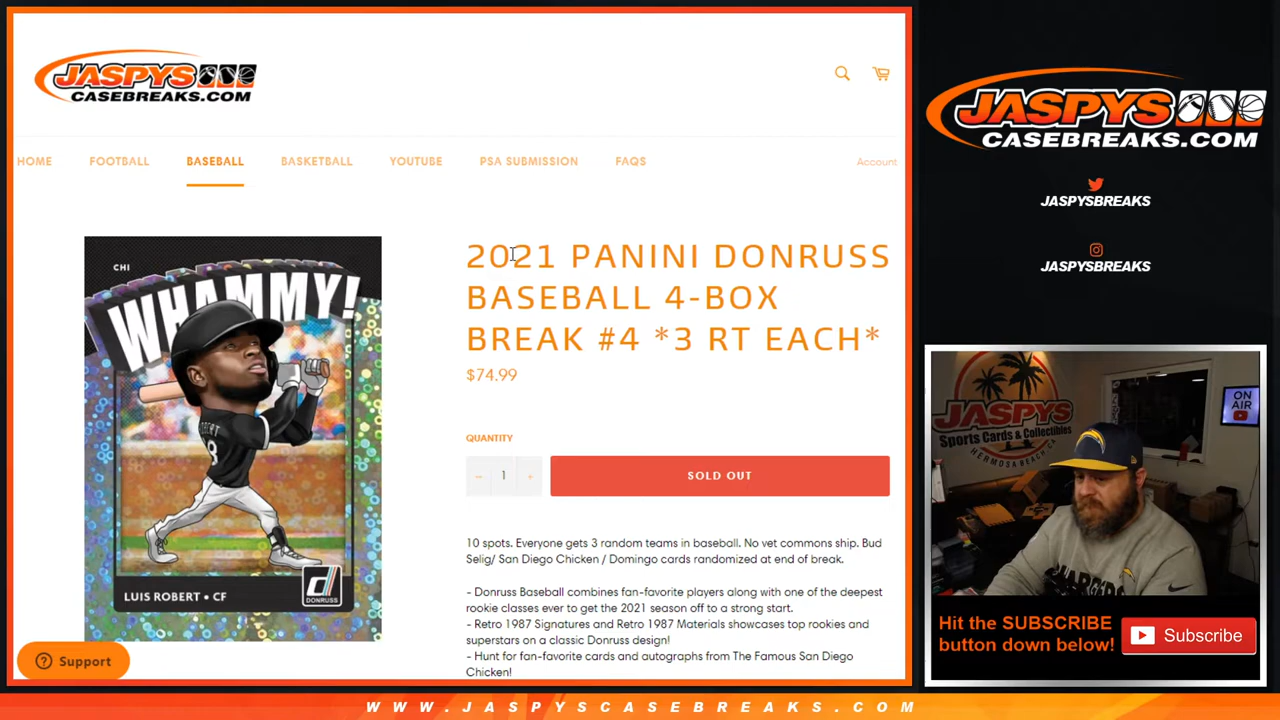 JASPYS
CASEBREAKS.COM
HOME
FOOTBALL
BASEBALL
BASKETBALL
YOUTUBE
PSA SUBMISSION
FAQS
Account
CHI
WHAMMY!
LUIS ROBERT • CF
DONRUSS
2021 PANINI DONRUSS
BASEBALL 4-BOX
BREAK #4 *3 RT EACH*
$74.99
QUANTITY
− 1 +
SOLD OUT
10 spots. Everyone gets 3 random teams in baseball. No vet commons ship. Bud
Selig/ San Diego Chicken / Domingo cards randomized at end of break.
- Donruss Baseball combines fan-favorite players along with one of the deepest
rookie classes ever to get the 2021 season off to a strong start.
- Retro 1987 Signatures and Retro 1987 Materials showcases top rookies and
superstars on a classic Donruss design!
- Hunt for fan-favorite cards and autographs from The Famous San Diego
Chicken!
Support
JASPYS
CASEBREAKS.COM
JASPYSBREAKS
JASPYSBREAKS
JASPYS
Sports Cards & Collectibles
HERMOSA BEACH, CA
ON
AIR
CHARGERS
Hit the SUBSCRIBE
button down below!
Subscribe
WWW.JASPYSCASEBREAKS.COM